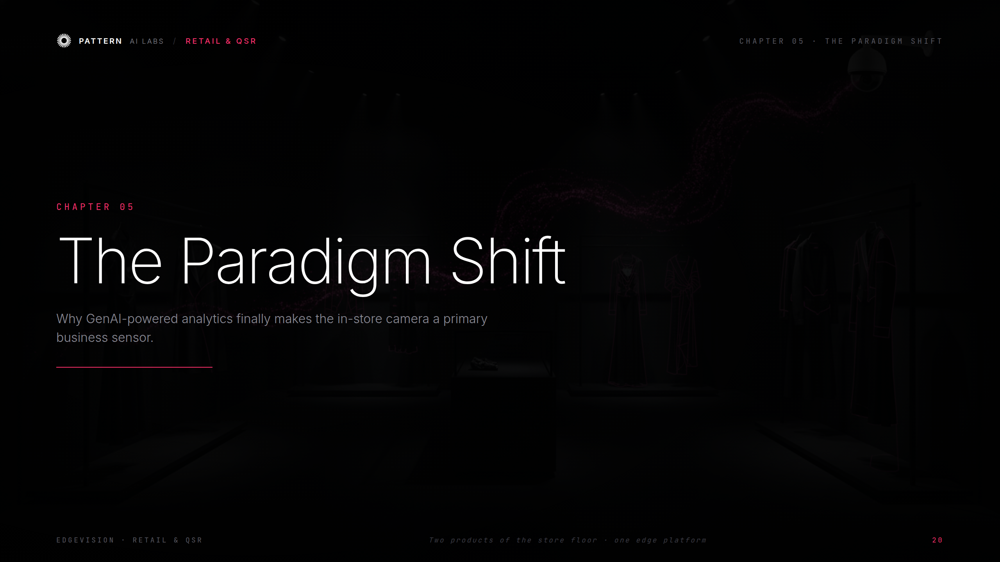 PATTERN AI LABS / RETAIL & QSR
CHAPTER 05 · THE PARADIGM SHIFT
CHAPTER 05
The Paradigm Shift
Why GenAI-powered analytics finally makes the in-store camera a primary
business sensor.
EDGEVISION · RETAIL & QSR
Two products of the store floor · one edge platform
20